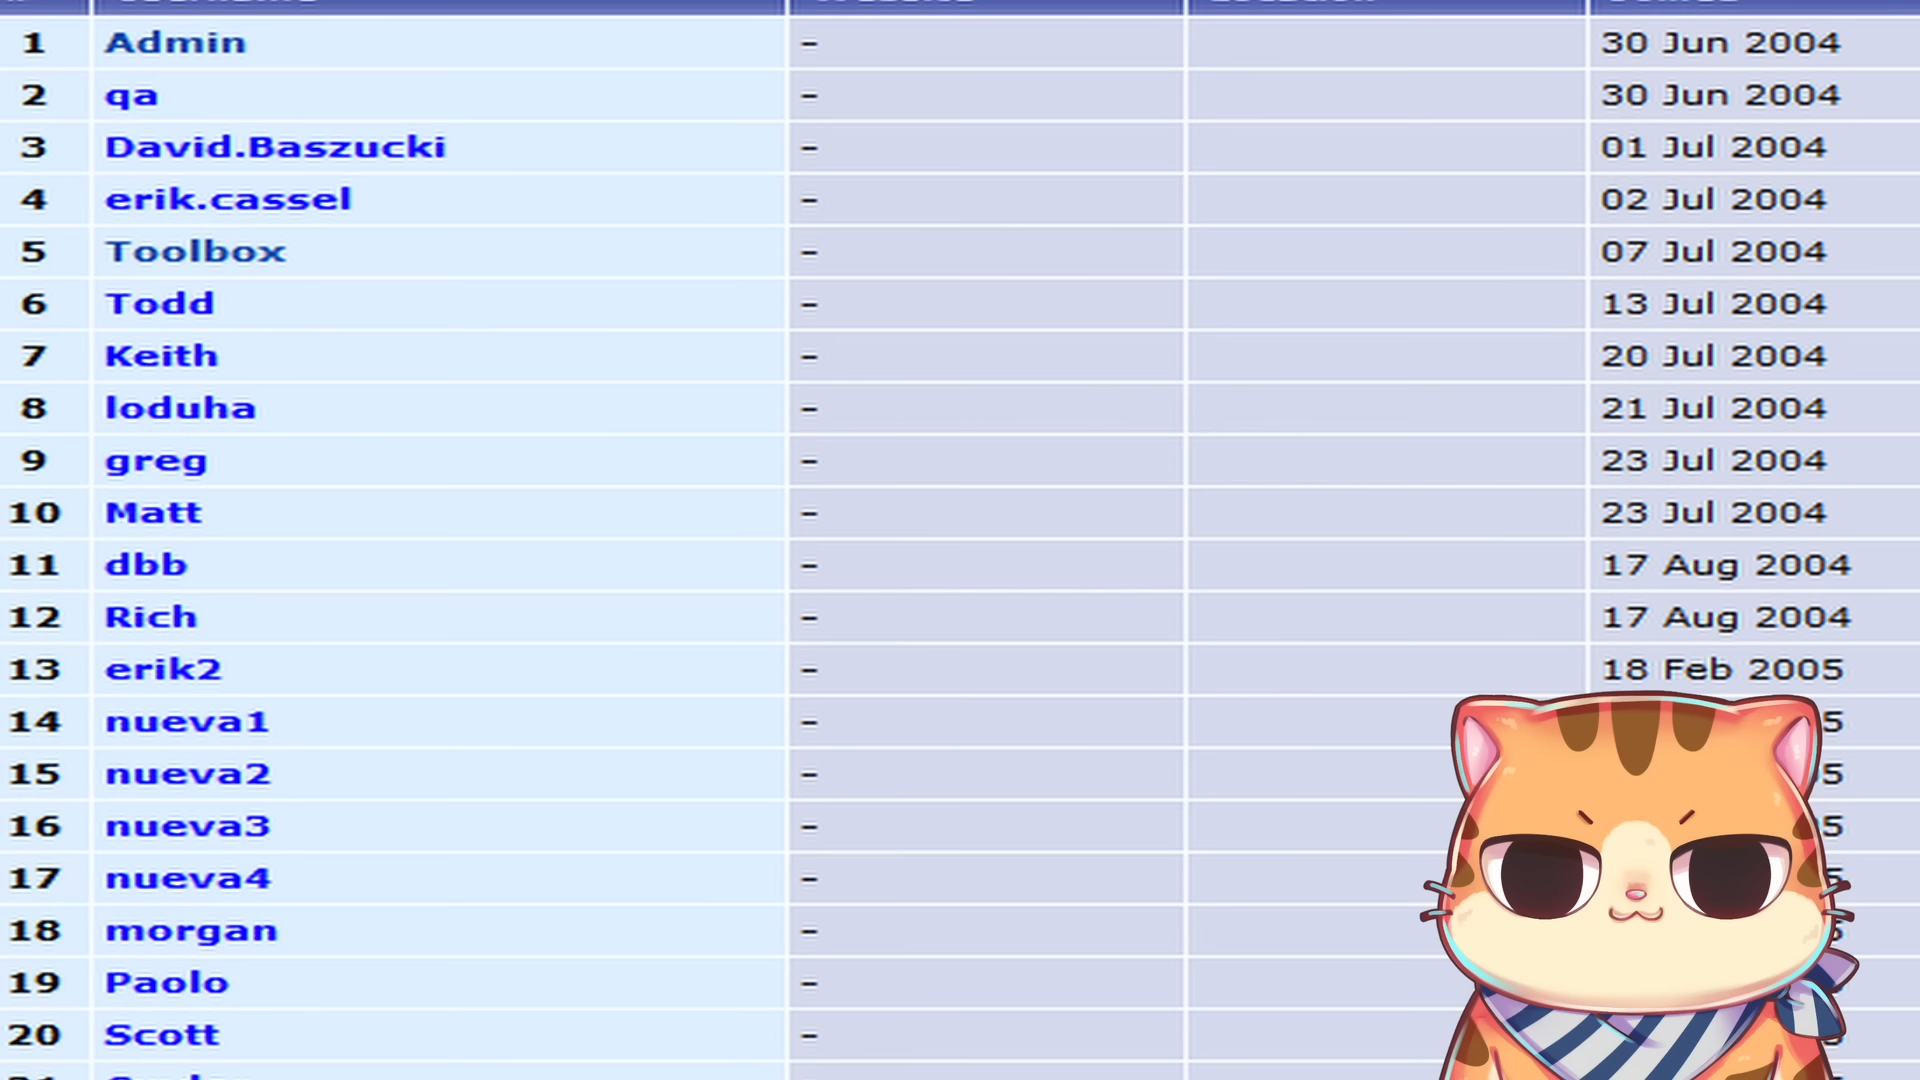 1 Admin - 30 Jun 2004
2 qa - 30 Jun 2004
3 David.Baszucki - 01 Jul 2004
4 erik.cassel - 02 Jul 2004
5 Toolbox - 07 Jul 2004
6 Todd - 13 Jul 2004
7 Keith - 20 Jul 2004
8 loduha - 21 Jul 2004
9 greg - 23 Jul 2004
10 Matt - 23 Jul 2004
11 dbb - 17 Aug 2004
12 Rich - 17 Aug 2004
13 erik2 - 18 Feb 2005
14 nueva1 -
15 nueva2 -
16 nueva3 -
17 nueva4 -
18 morgan -
19 Paolo -
20 Scott -